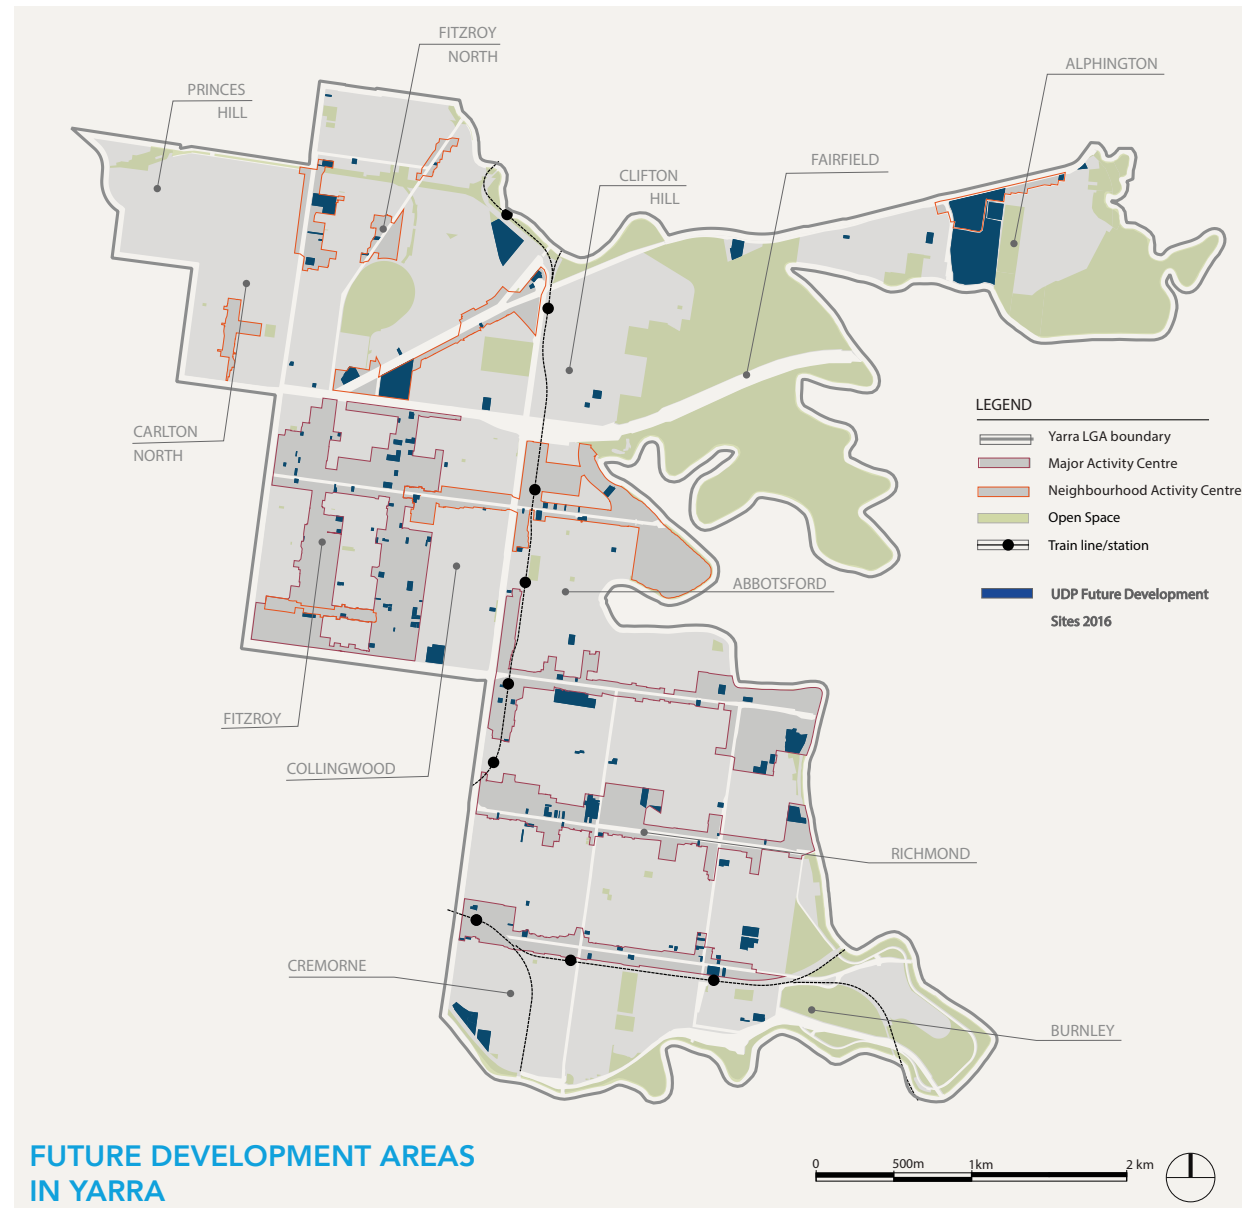 FITZROY
NORTH
ALPHINGTON
PRINCES
HILL
FAIRFIELD
CLIFTON
HILL
LEGEND
Yarra LGA boundary
Major Activity Centre
Neighbourhood Activity Centre
Open Space
Train line/station
UDP Future Development
Sites 2016
CARLTON
NORTH
ABBOTSFORD
FITZROY
COLLINGWOOD
RICHMOND
CREMORNE
BURNLEY
FUTURE DEVELOPMENT AREAS
IN YARRA
0 500m 1km 2 km